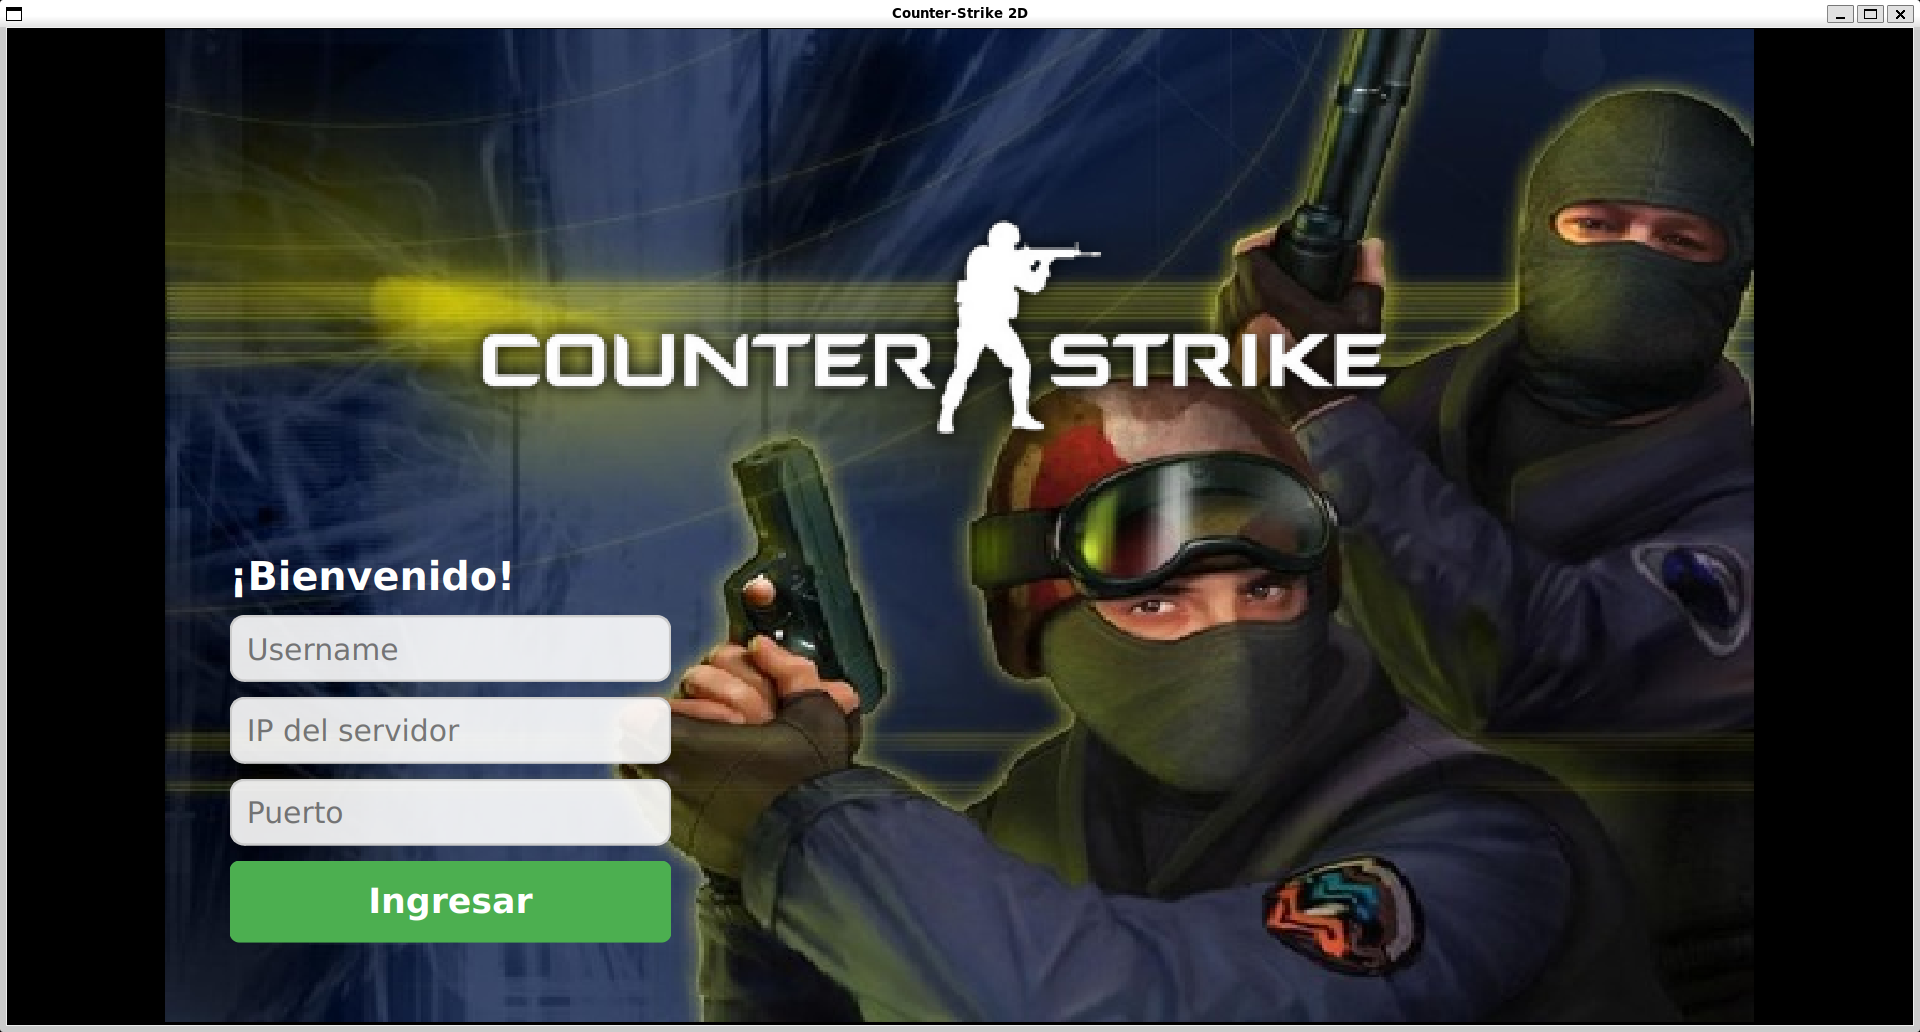 Counter-Strike 2D
COUNTER STRIKE
¡Bienvenido!
Username
IP del servidor
Puerto
Ingresar